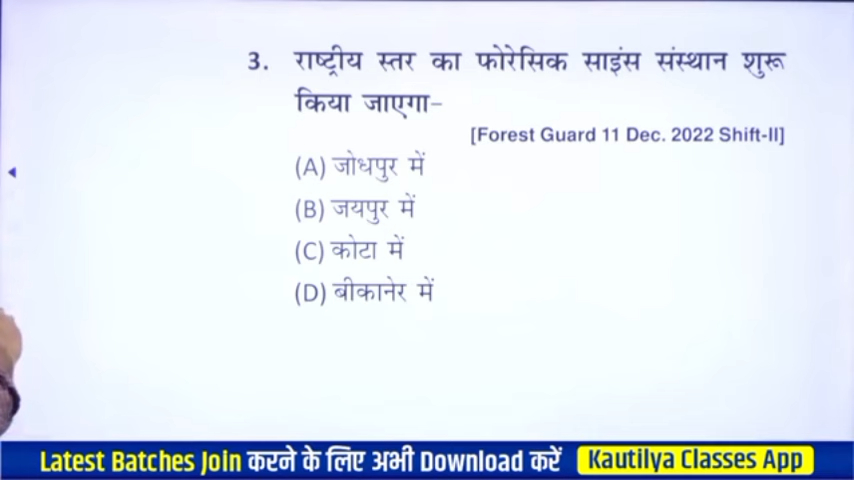 3. राष्ट्रीय स्तर का फोरेसिक साइंस संस्थान शुरू
किया जाएगा–
[Forest Guard 11 Dec. 2022 Shift-II]
(A) जोधपुर में
(B) जयपुर में
(C) कोटा में
(D) बीकानेर में
Latest Batches Join करने के लिए अभी Download करें Kautilya Classes App